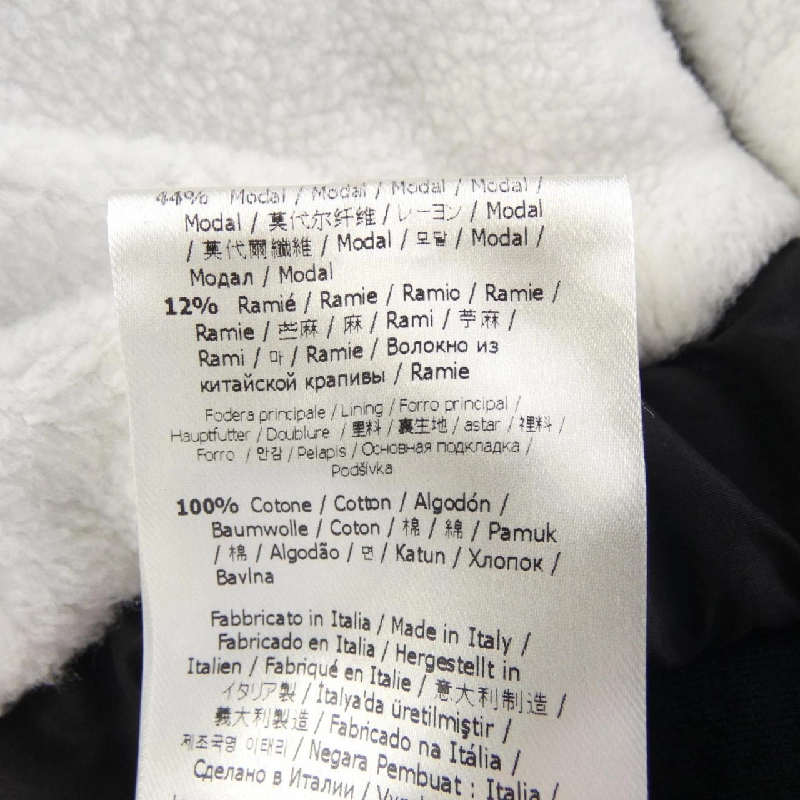 44% Modal / Modal / Modal / Modal /
Modal / 莫代尔纤维 / レーヨン / Modal
/ 莫代爾纖維 / Modal / 모달 / Modal /
Модал / Modal
12% Ramié / Ramie / Ramio / Ramie /
Ramie / 苎麻 / 麻 / Rami / 苧麻 /
Rami / 마 / Ramie / Волокно из
китайской крапивы / Ramie
Fodera principale / Lining / Forro principal /
Hauptfutter / Doublure / 里料 / 裏生地 / astar / 裡料 /
Forro / 안감 / Pelapis / Основная подкладка /
Podšívka
100% Cotone / Cotton / Algodón /
Baumwolle / Coton / 棉 / 綿 / Pamuk
/ 棉 / Algodão / 면 / Katun / Хлопок /
Bavlna
Fabbricato in Italia / Made in Italy /
Fabricado en Italia / Hergestellt in
Italien / Fabriqué en Italie / 意大利制造 /
イタリア製 / İtalya'da üretilmiştir /
義大利製造 / Fabricado na Itália /
제조국명 이태리 / Negara Pembuat : Italia /
Сделано в Италии /